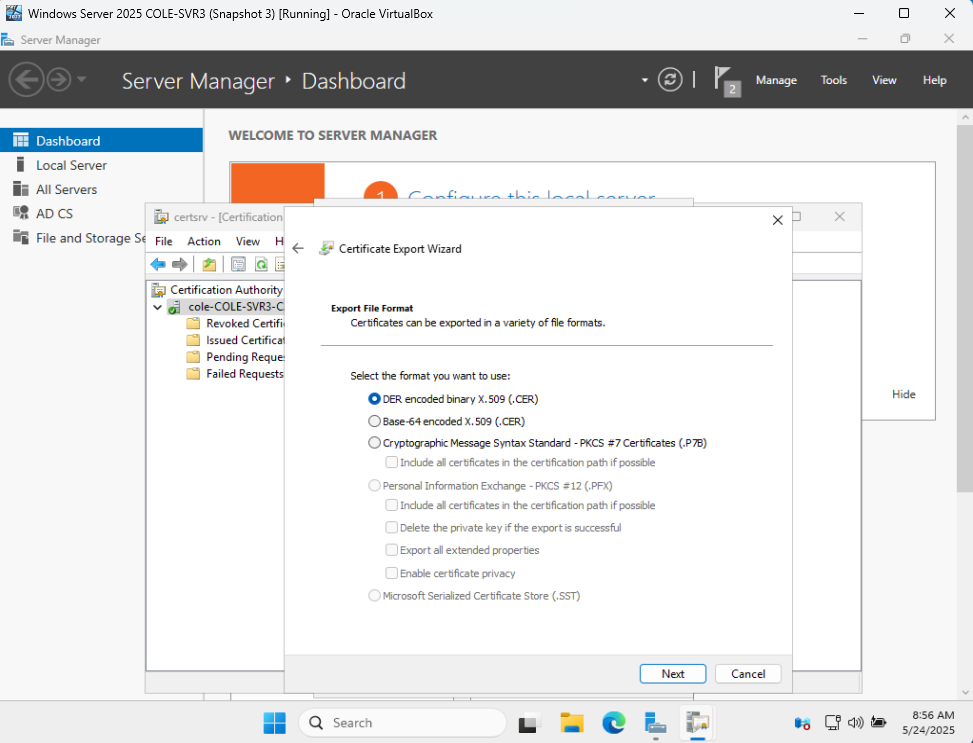 Windows Server 2025 COLE-SVR3 (Snapshot 3) [Running] - Oracle VirtualBox
Server Manager
Server Manager ‣ Dashboard
2
Manage
Tools
View
Help
Dashboard
Local Server
All Servers
AD CS
File and Storage Se
WELCOME TO SERVER MANAGER
1
Configure this local server
Hide
certsrv - [Certification
File
Action
View
H
Certification Authority
cole-COLE-SVR3-C
Revoked Certifi
Issued Certificat
Pending Reques
Failed Requests
Certificate Export Wizard
Export File Format
Certificates can be exported in a variety of file formats.
Select the format you want to use:
DER encoded binary X.509 (.CER)
Base-64 encoded X.509 (.CER)
Cryptographic Message Syntax Standard - PKCS #7 Certificates (.P7B)
Include all certificates in the certification path if possible
Personal Information Exchange - PKCS #12 (.PFX)
Include all certificates in the certification path if possible
Delete the private key if the export is successful
Export all extended properties
Enable certificate privacy
Microsoft Serialized Certificate Store (.SST)
Next
Cancel
Search
8:56 AM
5/24/2025